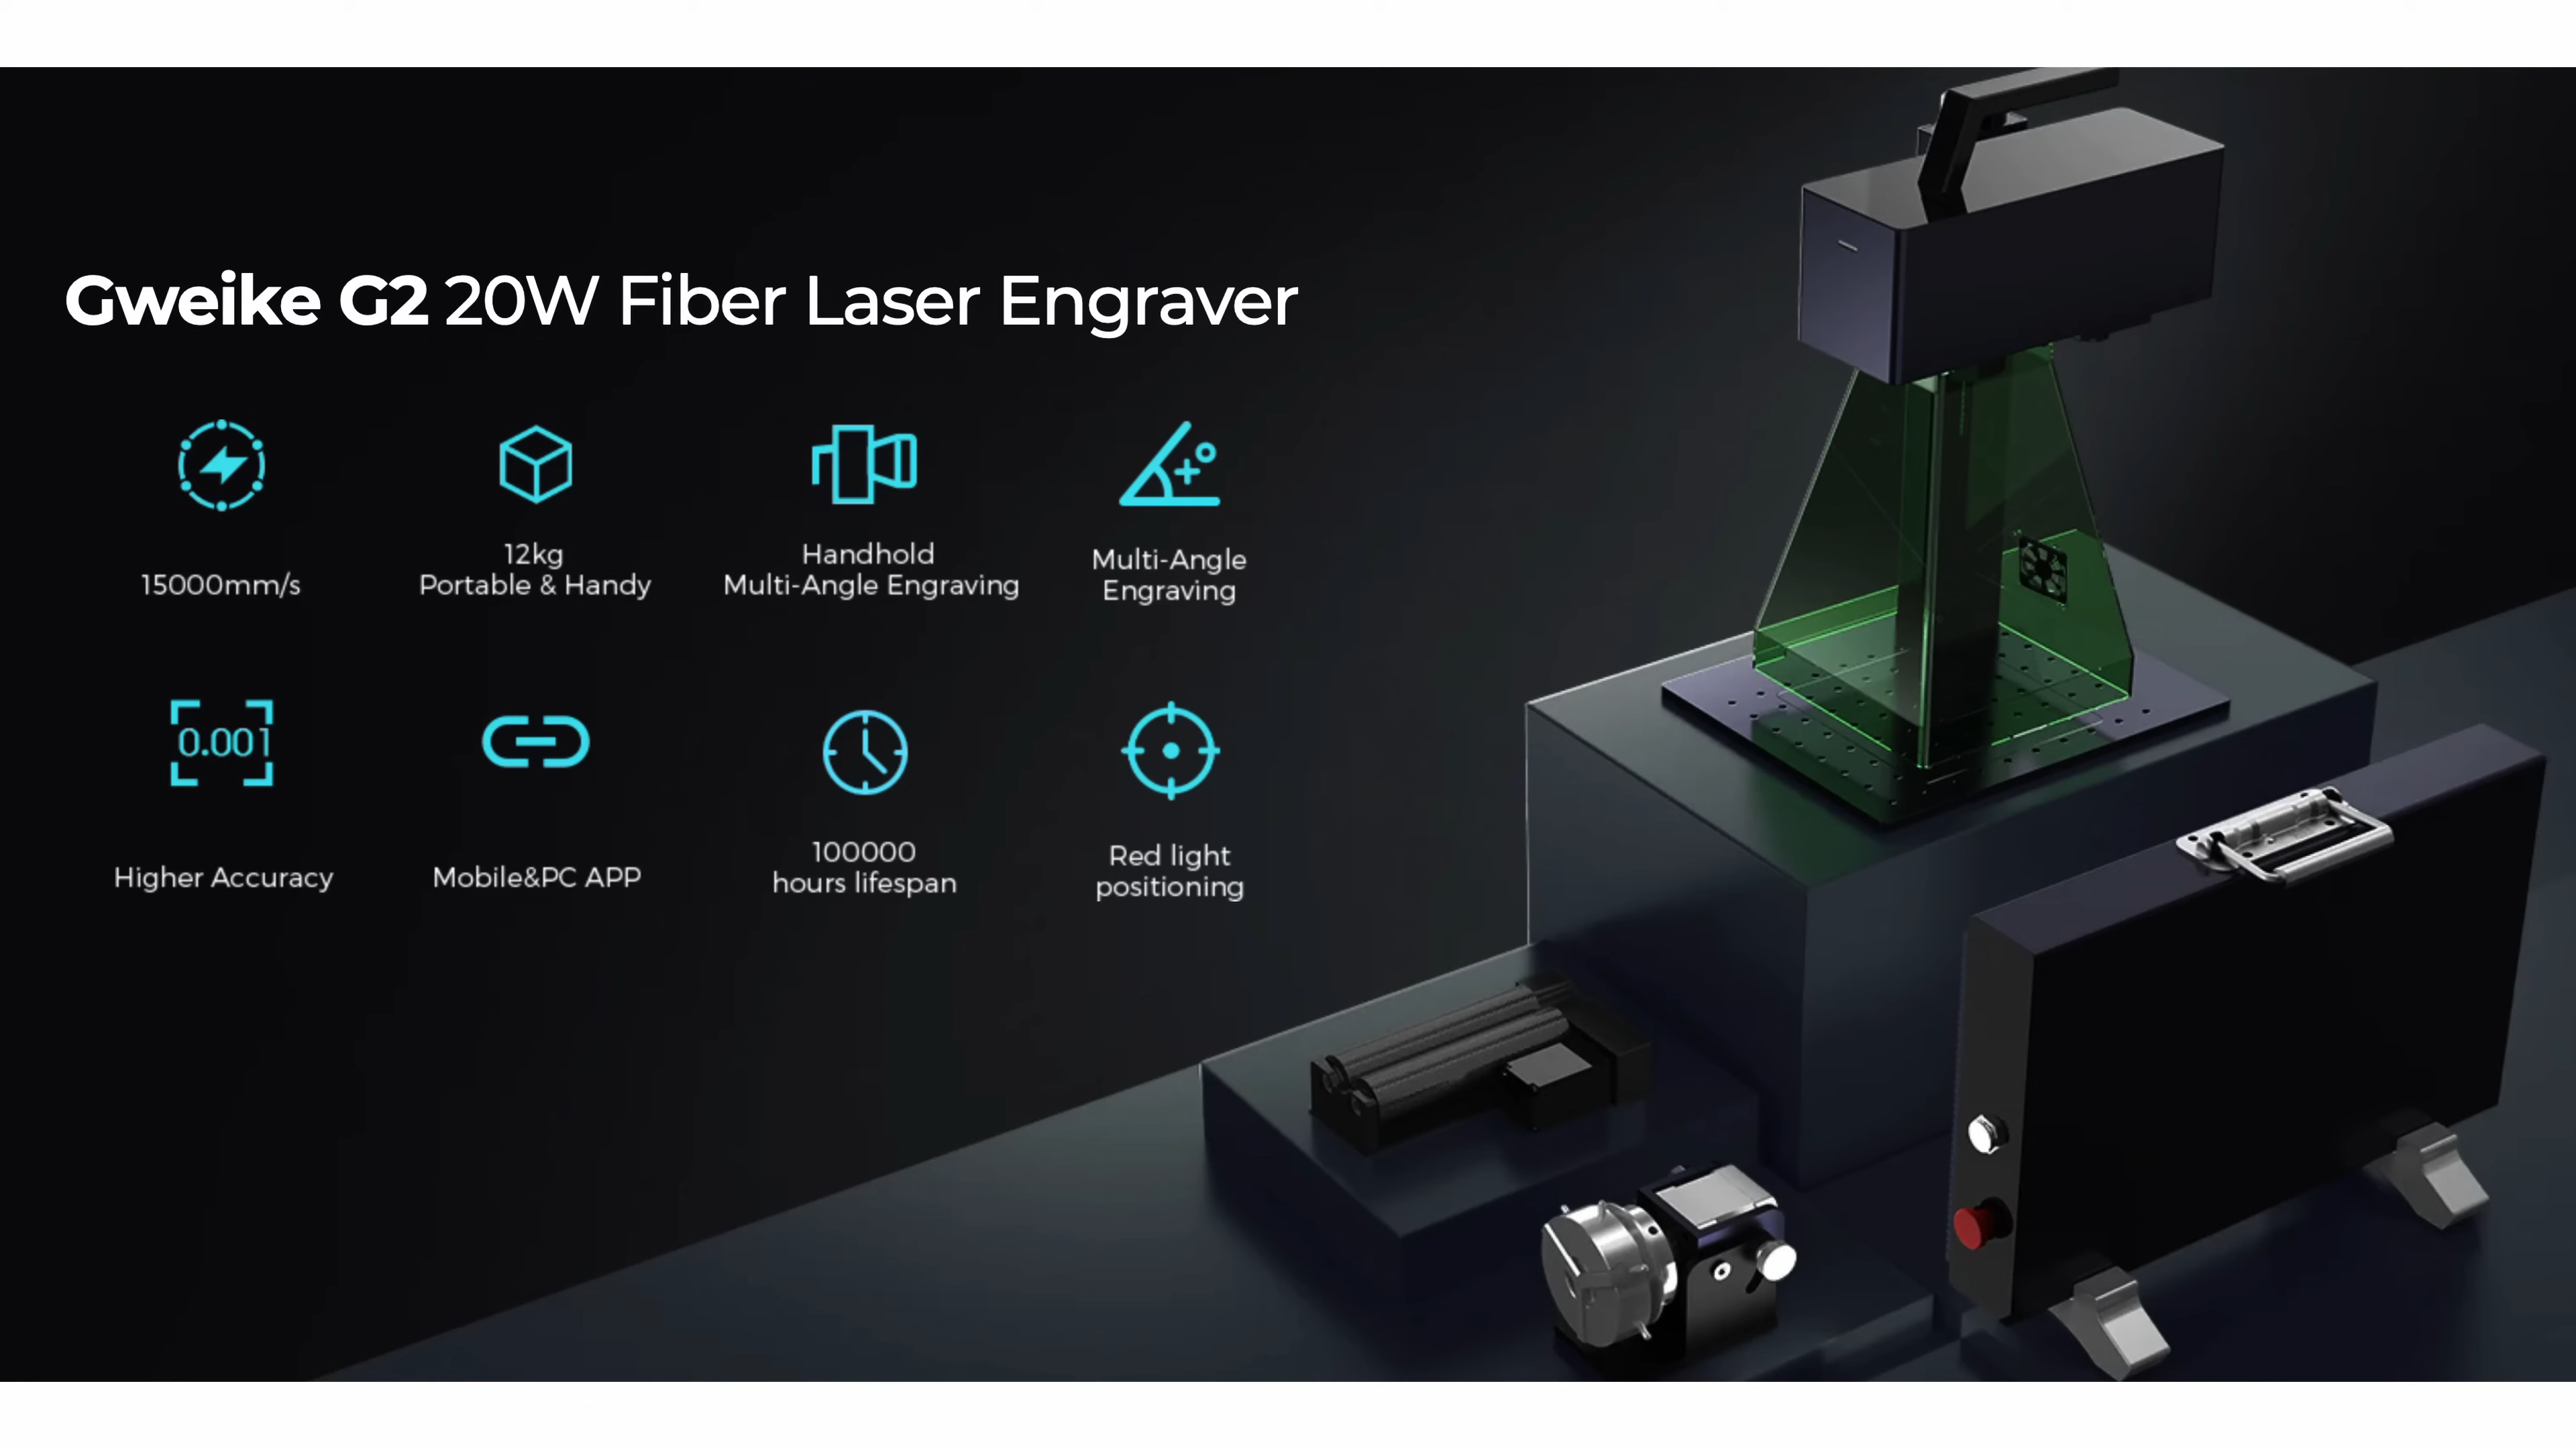 Gweike G2 20W Fiber Laser Engraver
15000mm/s
12kg
Portable & Handy
Handhold
Multi-Angle Engraving
Multi-Angle
Engraving
0.001
Higher Accuracy
Mobile&PC APP
100000
hours lifespan
Red light
positioning